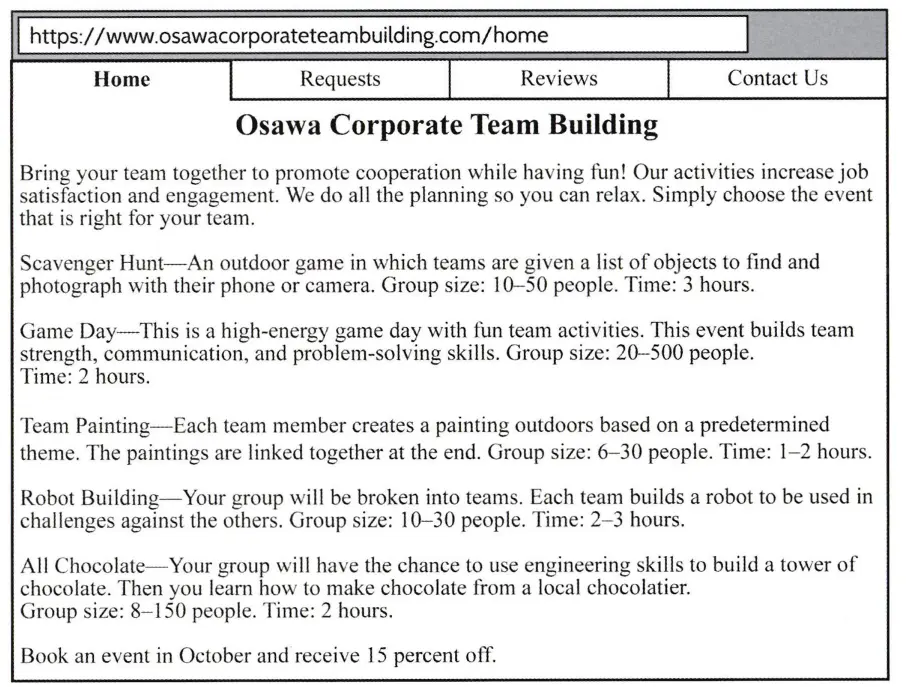 https://www.osawacorporateteambuilding.com/home
Home Requests Reviews Contact Us
Osawa Corporate Team Building
Bring your team together to promote cooperation while having fun! Our activities increase job
satisfaction and engagement. We do all the planning so you can relax. Simply choose the event
that is right for your team.
Scavenger Hunt—An outdoor game in which teams are given a list of objects to find and
photograph with their phone or camera. Group size: 10–50 people. Time: 3 hours.
Game Day—This is a high-energy game day with fun team activities. This event builds team
strength, communication, and problem-solving skills. Group size: 20–500 people.
Time: 2 hours.
Team Painting—Each team member creates a painting outdoors based on a predetermined
theme. The paintings are linked together at the end. Group size: 6–30 people. Time: 1–2 hours.
Robot Building—Your group will be broken into teams. Each team builds a robot to be used in
challenges against the others. Group size: 10–30 people. Time: 2–3 hours.
All Chocolate—Your group will have the chance to use engineering skills to build a tower of
chocolate. Then you learn how to make chocolate from a local chocolatier.
Group size: 8–150 people. Time: 2 hours.
Book an event in October and receive 15 percent off.